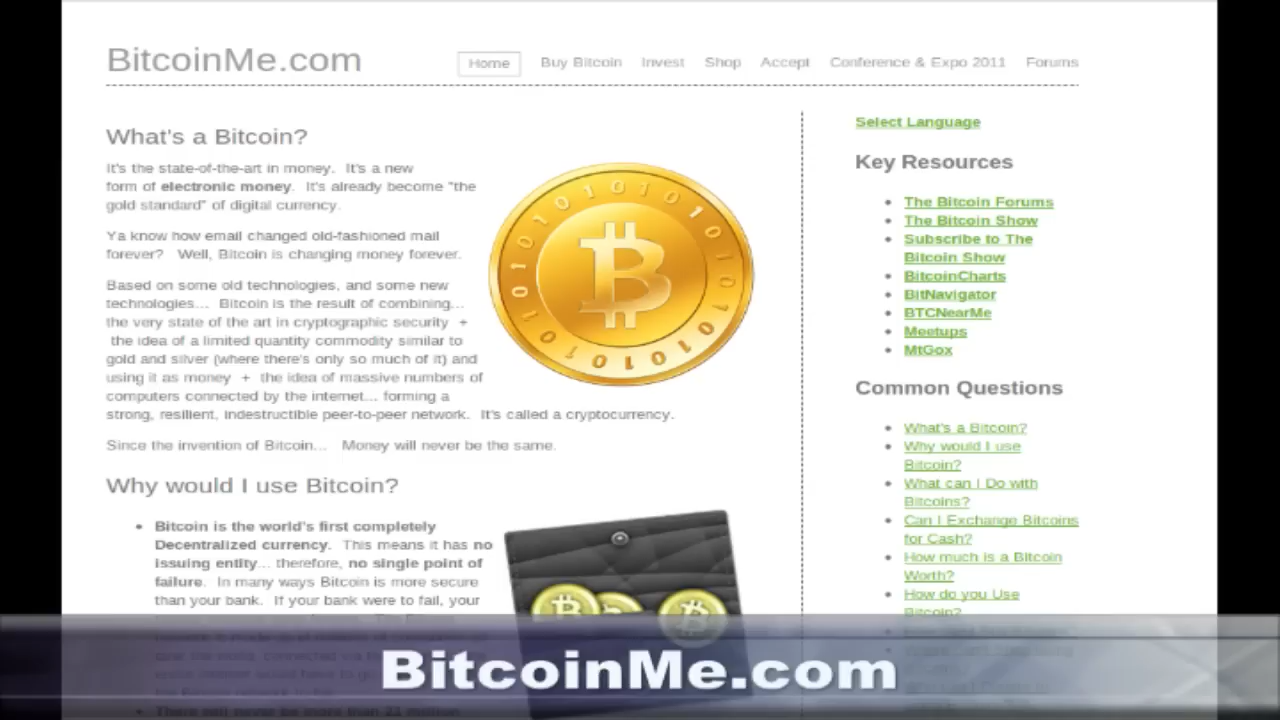 BitcoinMe.com
Home Buy Bitcoin Invest Shop Accept Conference & Expo 2011 Forums
What's a Bitcoin?
It's the state-of-the-art in money. It's a new
form of electronic money. It's already become "the
gold standard" of digital currency.
Ya know how email changed old-fashioned mail
forever? Well, Bitcoin is changing money forever.
Based on some old technologies, and some new
technologies... Bitcoin is the result of combining...
the very state of the art in cryptographic security +
the idea of a limited quantity commodity similar to
gold and silver (where there's only so much of it) and
using it as money + the idea of massive numbers of
computers connected by the internet... forming a
strong, resilient, indestructible peer-to-peer network. It's called a cryptocurrency.
Since the invention of Bitcoin... Money will never be the same.
Why would I use Bitcoin?
Bitcoin is the world's first completely
Decentralized currency. This means it has no
issuing entity... therefore, no single point of
failure. In many ways Bitcoin is more secure
than your bank. If your bank were to fail, your
There will never be more than 21 million
Select Language
Key Resources
The Bitcoin Forums
The Bitcoin Show
Subscribe to The
Bitcoin Show
BitcoinCharts
BitNavigator
BTCNearMe
Meetups
MtGox
Common Questions
What's a Bitcoin?
Why would I use
Bitcoin?
What can I Do with
Bitcoins?
Can I Exchange Bitcoins
for Cash?
How much is a Bitcoin
Worth?
How do you Use
Bitcoin?
BitcoinMe.com